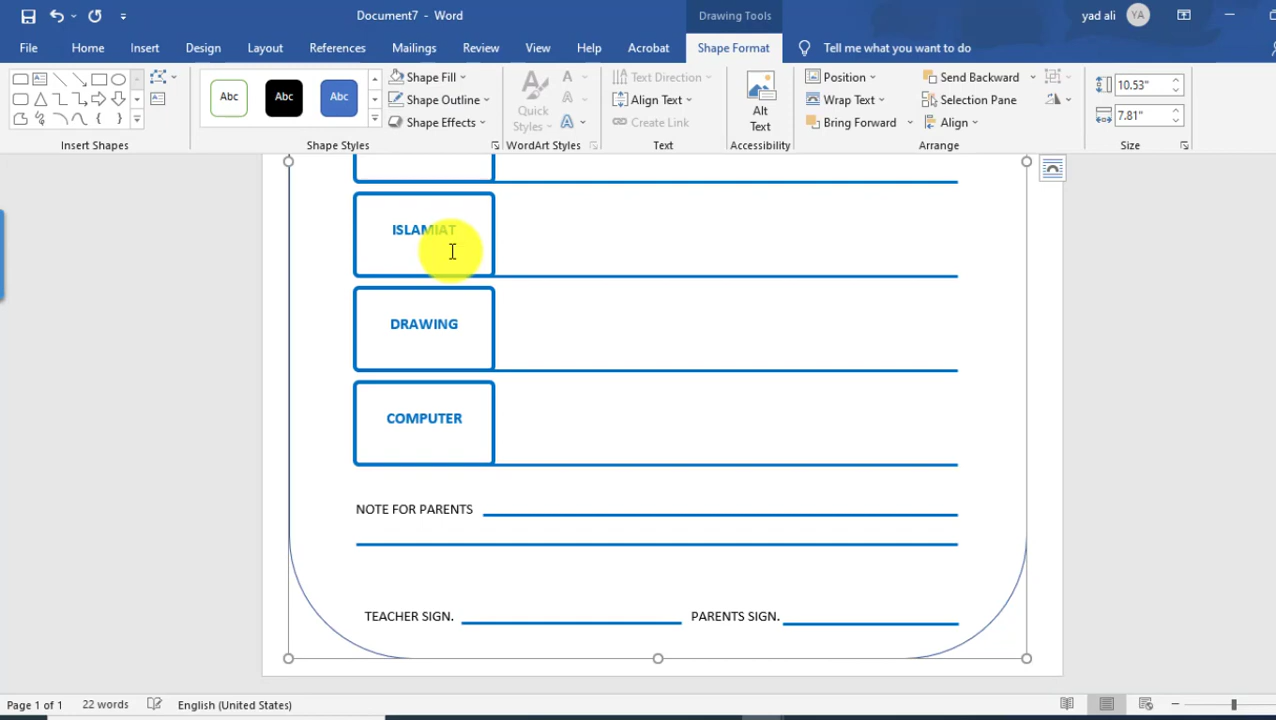 Document7 - Word
Drawing Tools
yad ali
YA
File Home Insert Design Layout References Mailings Review View Help Acrobat Shape Format Tell me what you want to do
Abc Abc Abc
Shape Fill
Shape Outline
Shape Effects
Quick Styles
A
A
A
Text Direction
Align Text
Create Link
Alt Text
Position
Wrap Text
Bring Forward
Send Backward
Selection Pane
Align
10.53"
7.81"
Insert Shapes Shape Styles WordArt Styles Text Accessibility Arrange Size
ISLAMIAT
DRAWING
COMPUTER
NOTE FOR PARENTS
TEACHER SIGN. PARENTS SIGN.
Page 1 of 1 22 words English (United States)